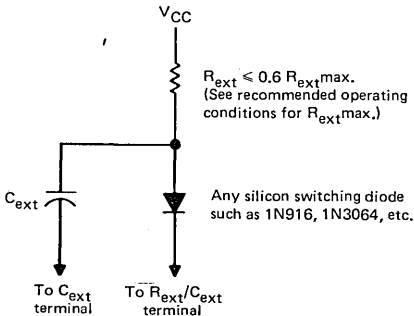 VCC
Rext ≤ 0.6 Rextmax.
(See recommended operating
conditions for Rextmax.)
Cext
Any silicon switching diode
such as 1N916, 1N3064, etc.
To Cext
terminal
To Rext/Cext
terminal